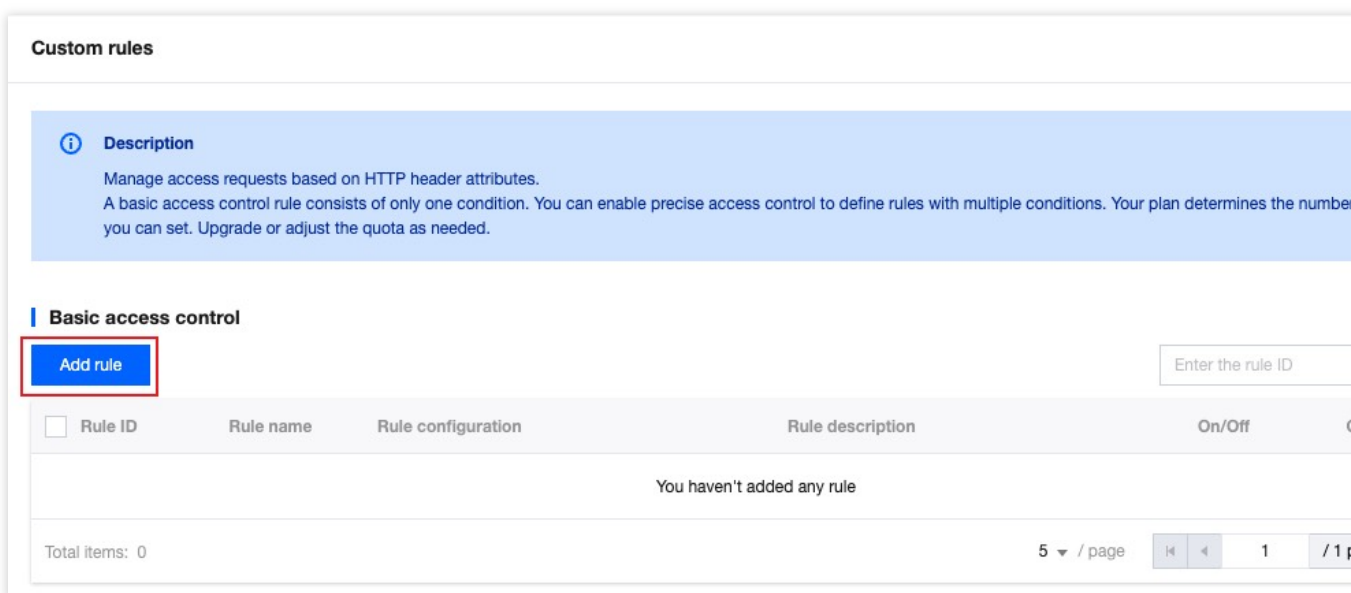 Custom rules
Description
Manage access requests based on HTTP header attributes.
A basic access control rule consists of only one condition. You can enable precise access control to define rules with multiple conditions. Your plan determines the number
you can set. Upgrade or adjust the quota as needed.
Basic access control
Add rule
Enter the rule ID
Rule ID Rule name Rule configuration Rule description On/Off
You haven't added any rule
Total items: 0 5 / page 1 / 1 p